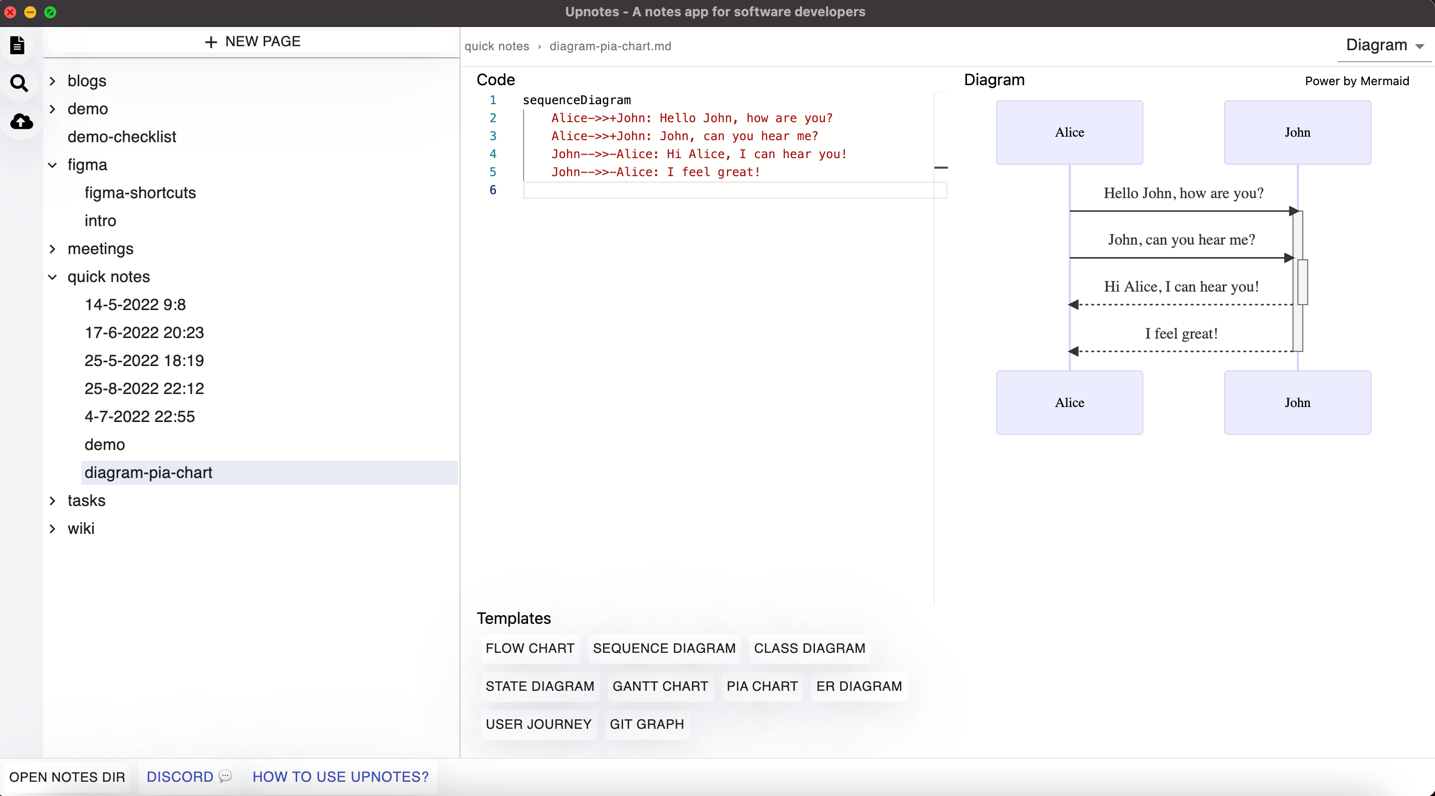 Upnotes - A notes app for software developers
+ NEW PAGE
blogs
demo
demo-checklist
figma
figma-shortcuts
intro
meetings
quick notes
14-5-2022 9:8
17-6-2022 20:23
25-5-2022 18:19
25-8-2022 22:12
4-7-2022 22:55
demo
diagram-pia-chart
tasks
wiki
quick notes › diagram-pia-chart.md
Diagram
Code
1 sequenceDiagram
2 Alice->>+John: Hello John, how are you?
3 Alice->>+John: John, can you hear me?
4 John-->>-Alice: Hi Alice, I can hear you!
5 John-->>-Alice: I feel great!
6
Diagram
Power by Mermaid
Alice John
Hello John, how are you?
John, can you hear me?
Hi Alice, I can hear you!
I feel great!
Alice John
Templates
FLOW CHART SEQUENCE DIAGRAM CLASS DIAGRAM
STATE DIAGRAM GANTT CHART PIA CHART ER DIAGRAM
USER JOURNEY GIT GRAPH
OPEN NOTES DIR DISCORD 💬 HOW TO USE UPNOTES?